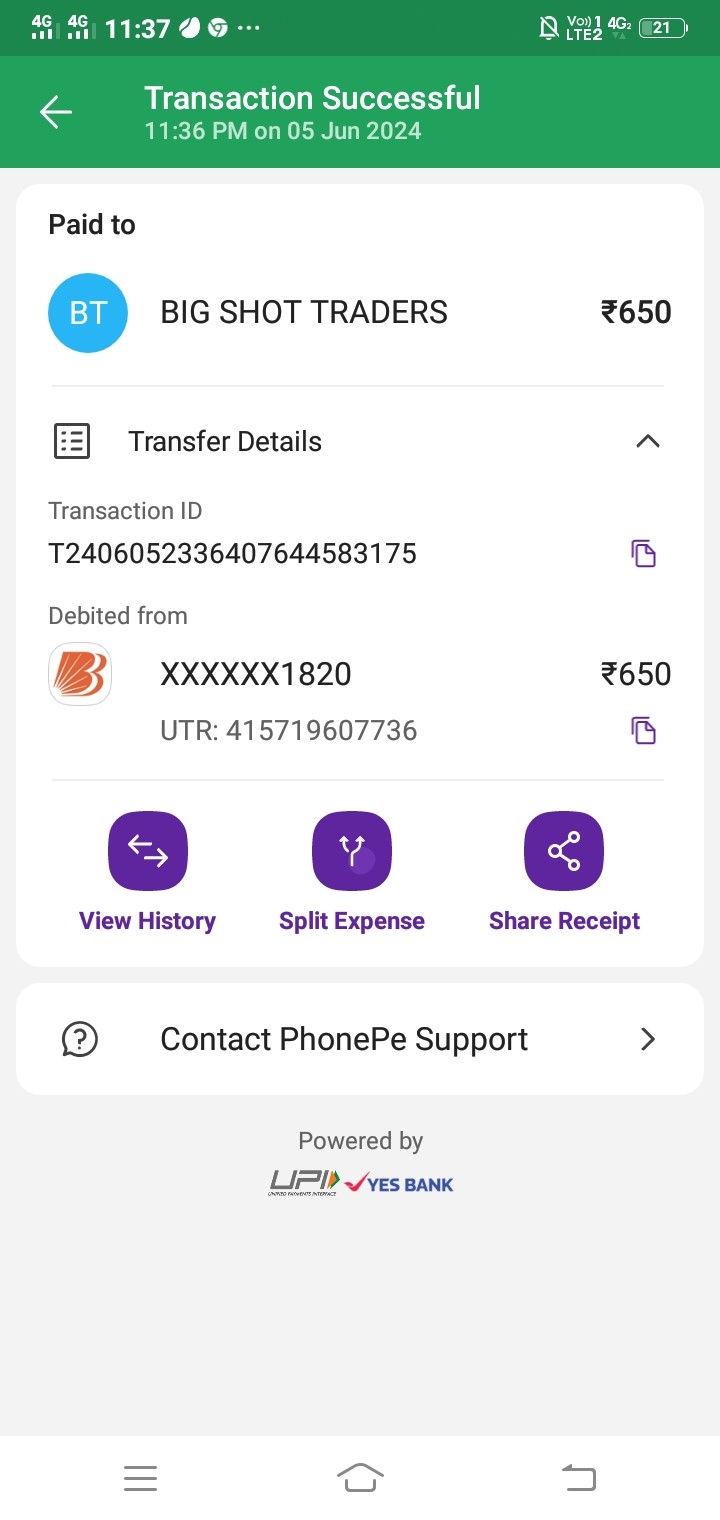 4G 4G 11:37 ... Vo)) 1 LTE2 4G2 21
Transaction Successful
11:36 PM on 05 Jun 2024
Paid to
BT BIG SHOT TRADERS ₹650
Transfer Details
Transaction ID
T2406052336407644583175
Debited from
XXXXXX1820 ₹650
UTR: 415719607736
View History Split Expense Share Receipt
Contact PhonePe Support
Powered by
UPI YES BANK
UNIFIED PAYMENTS INTERFACE